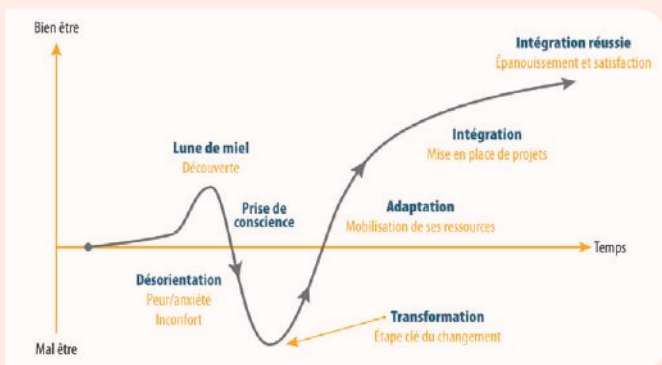 Bien être
Intégration réussie
Épanouissement et satisfaction
Lune de miel
Découverte
Intégration
Mise en place de projets
Prise de
conscience
Adaptation
Mobilisation de ses ressources
Temps
Désorientation
Peur/anxiété
Inconfort
Transformation
Étape clé du changement
Mal être